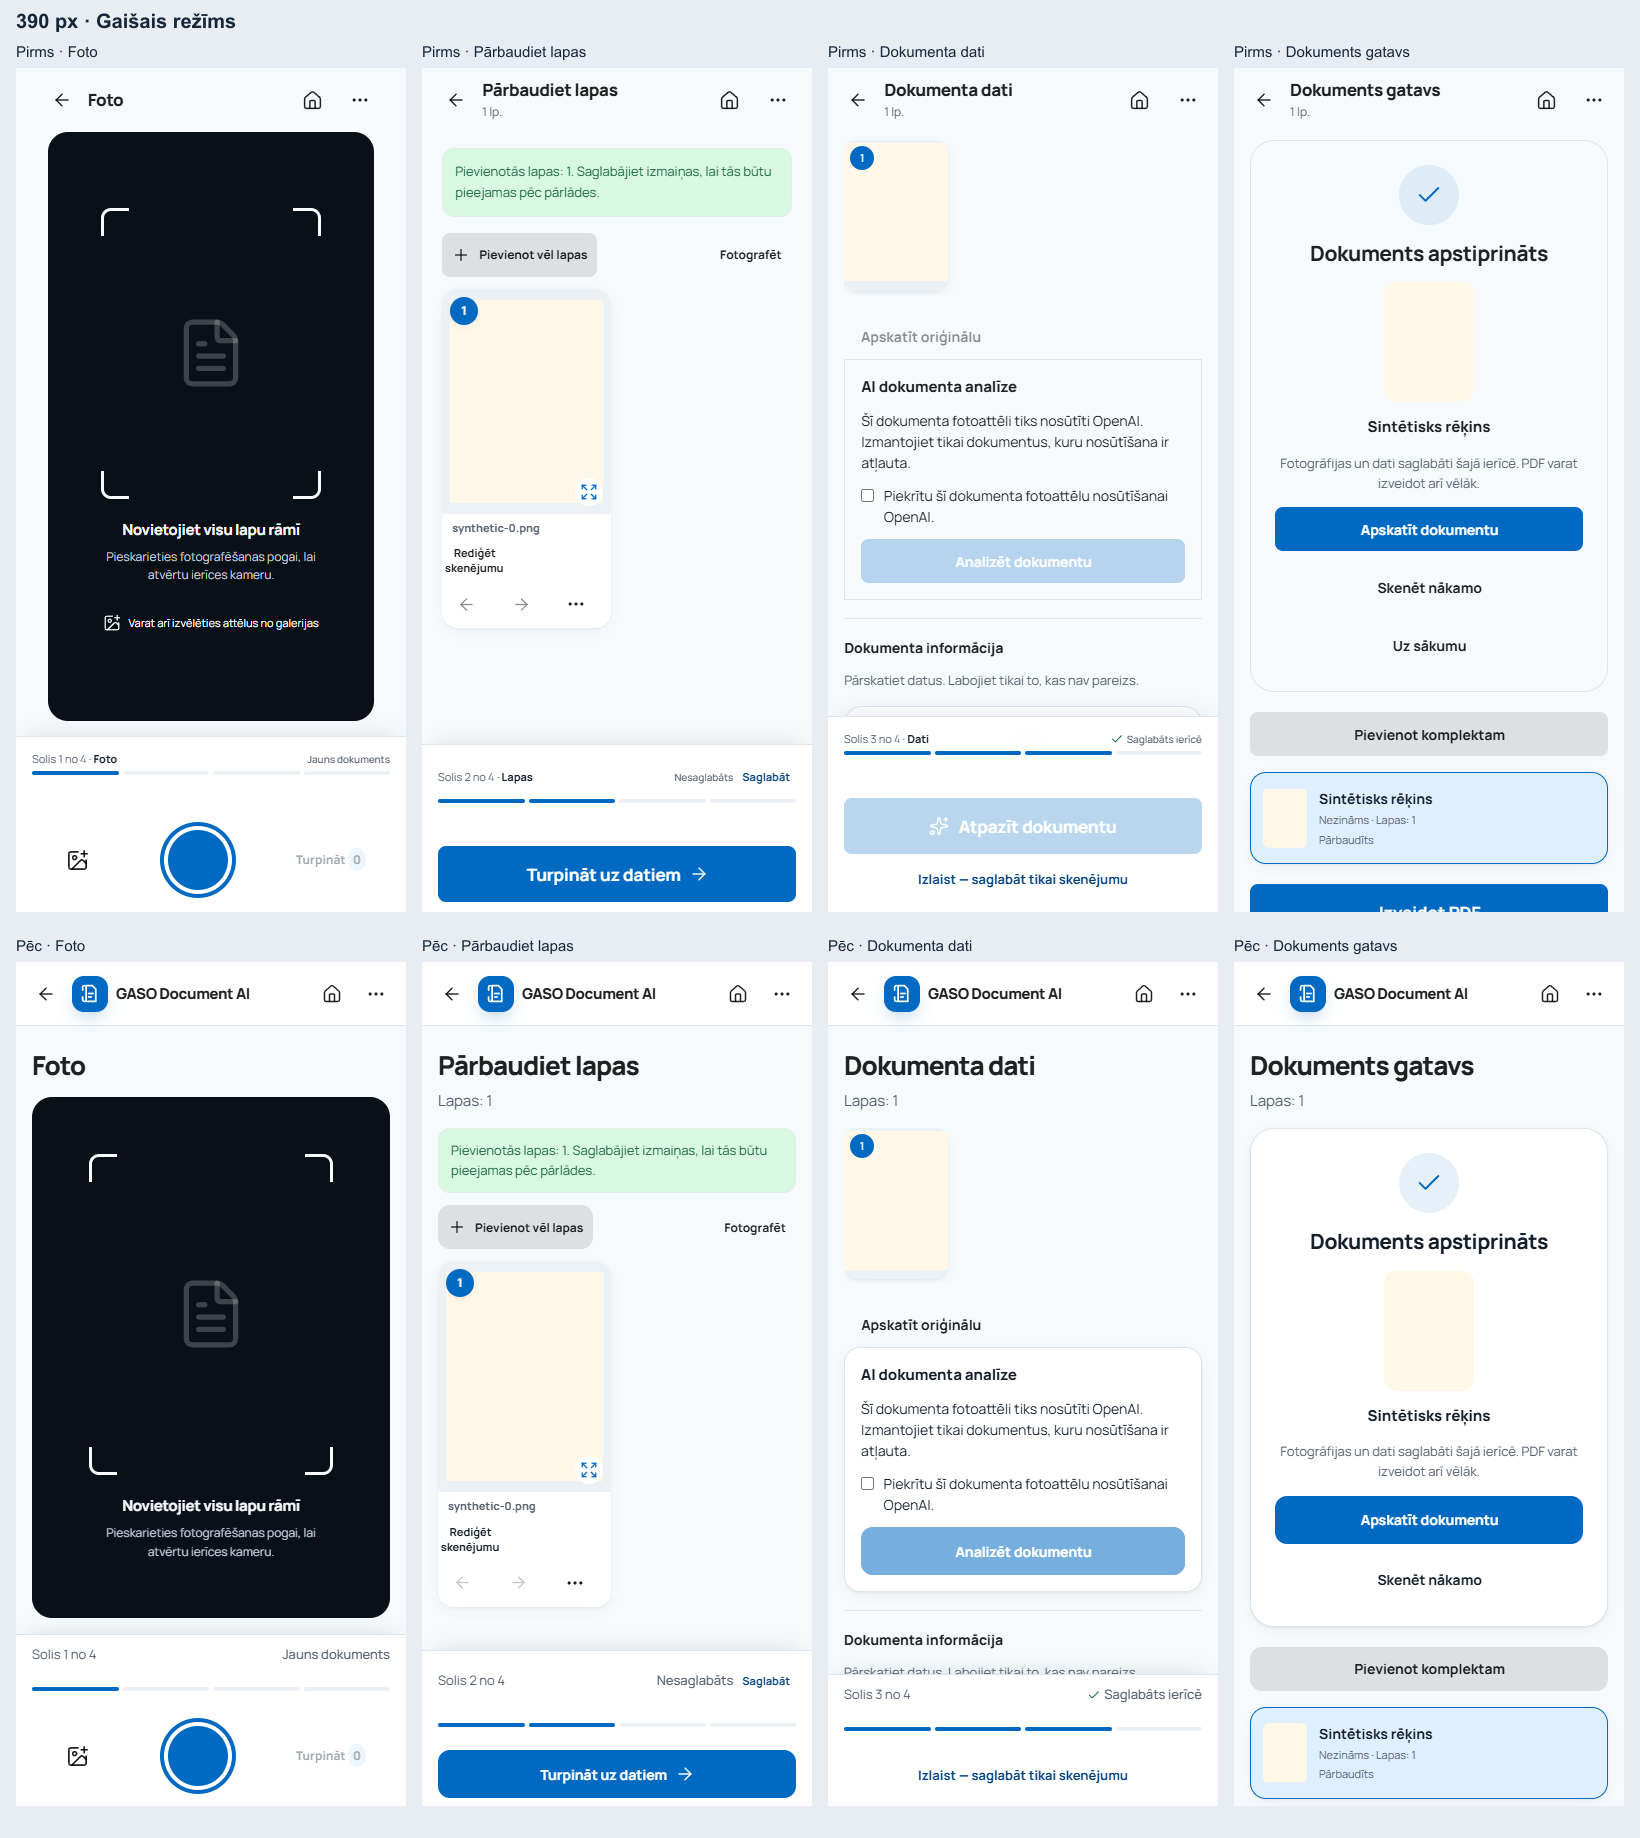 390 px · Gaišais režīms
Pirms · Foto
Foto
Novietojiet visu lapu rāmī
Pieskarieties fotografēšanas pogai, lai
atvērtu ierīces kameru.
Varat arī izvēlēties attēlus no galerijas
Solis 1 no 4 · Foto
Jauns dokuments
Turpināt 0
Pirms · Pārbaudiet lapas
Pārbaudiet lapas
1 lp.
Pievienotās lapas: 1. Saglabājiet izmaiņas, lai tās būtu
pieejamas pēc pārlādes.
Pievienot vēl lapas
Fotografēt
1
synthetic-0.png
Rediģēt
skenējumu
Solis 2 no 4 · Lapas
Nesaglabāts Saglabāt
Turpināt uz datiem
Pirms · Dokumenta dati
Dokumenta dati
1 lp.
1
Apskatīt oriģinālu
AI dokumenta analīze
Šī dokumenta fotoattēli tiks nosūtīti OpenAI.
Izmantojiet tikai dokumentus, kuru nosūtīšana ir
atļauta.
Piekrītu šī dokumenta fotoattēlu nosūtīšanai
OpenAI.
Analizēt dokumentu
Dokumenta informācija
Pārskatiet datus. Labojiet tikai to, kas nav pareizs.
Solis 3 no 4 · Dati
Saglabāts ierīcē
Atpazīt dokumentu
Izlaist — saglabāt tikai skenējumu
Pirms · Dokuments gatavs
Dokuments gatavs
1 lp.
Dokuments apstiprināts
Sintētisks rēķins
Fotogrāfijas un dati saglabāti šajā ierīcē. PDF varat
izveidot arī vēlāk.
Apskatīt dokumentu
Skenēt nākamo
Uz sākumu
Pievienot komplektam
Sintētisks rēķins
Nezināms · Lapas: 1
Pārbaudīts
Izveidot PDF
Pēc · Foto
GASO Document AI
Foto
Novietojiet visu lapu rāmī
Pieskarieties fotografēšanas pogai, lai
atvērtu ierīces kameru.
Solis 1 no 4
Jauns dokuments
Turpināt 0
Pēc · Pārbaudiet lapas
GASO Document AI
Pārbaudiet lapas
Lapas: 1
Pievienotās lapas: 1. Saglabājiet izmaiņas, lai tās būtu
pieejamas pēc pārlādes.
Pievienot vēl lapas
Fotografēt
1
synthetic-0.png
Rediģēt
skenējumu
Solis 2 no 4
Nesaglabāts Saglabāt
Turpināt uz datiem
Pēc · Dokumenta dati
GASO Document AI
Dokumenta dati
Lapas: 1
1
Apskatīt oriģinālu
AI dokumenta analīze
Šī dokumenta fotoattēli tiks nosūtīti OpenAI.
Izmantojiet tikai dokumentus, kuru nosūtīšana ir
atļauta.
Piekrītu šī dokumenta fotoattēlu nosūtīšanai
OpenAI.
Analizēt dokumentu
Dokumenta informācija
Pārskatiet datus. Labojiet tikai to, kas nav pareizs.
Solis 3 no 4
Saglabāts ierīcē
Izlaist — saglabāt tikai skenējumu
Pēc · Dokuments gatavs
GASO Document AI
Dokuments gatavs
Lapas: 1
Dokuments apstiprināts
Sintētisks rēķins
Fotogrāfijas un dati saglabāti šajā ierīcē. PDF varat
izveidot arī vēlāk.
Apskatīt dokumentu
Skenēt nākamo
Pievienot komplektam
Sintētisks rēķins
Nezināms · Lapas: 1
Pārbaudīts